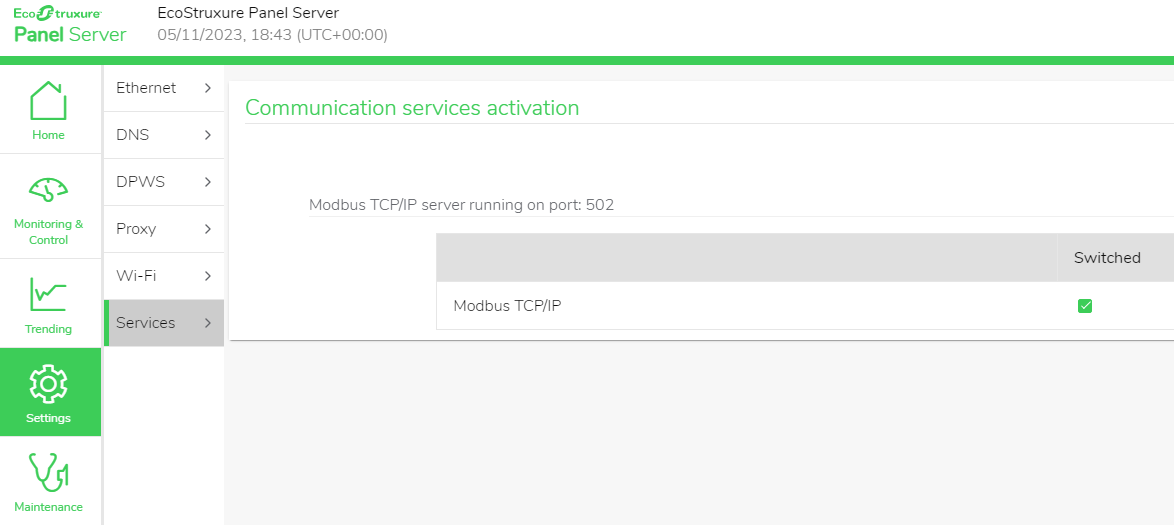 EcoStruxure
Panel Server
EcoStruxure Panel Server
05/11/2023, 18:43 (UTC+00:00)
Home
Monitoring &
Control
Trending
Settings
Maintenance
Ethernet
DNS
DPWS
Proxy
Wi-Fi
Services
Communication services activation
Modbus TCP/IP server running on port: 502
Switched
Modbus TCP/IP